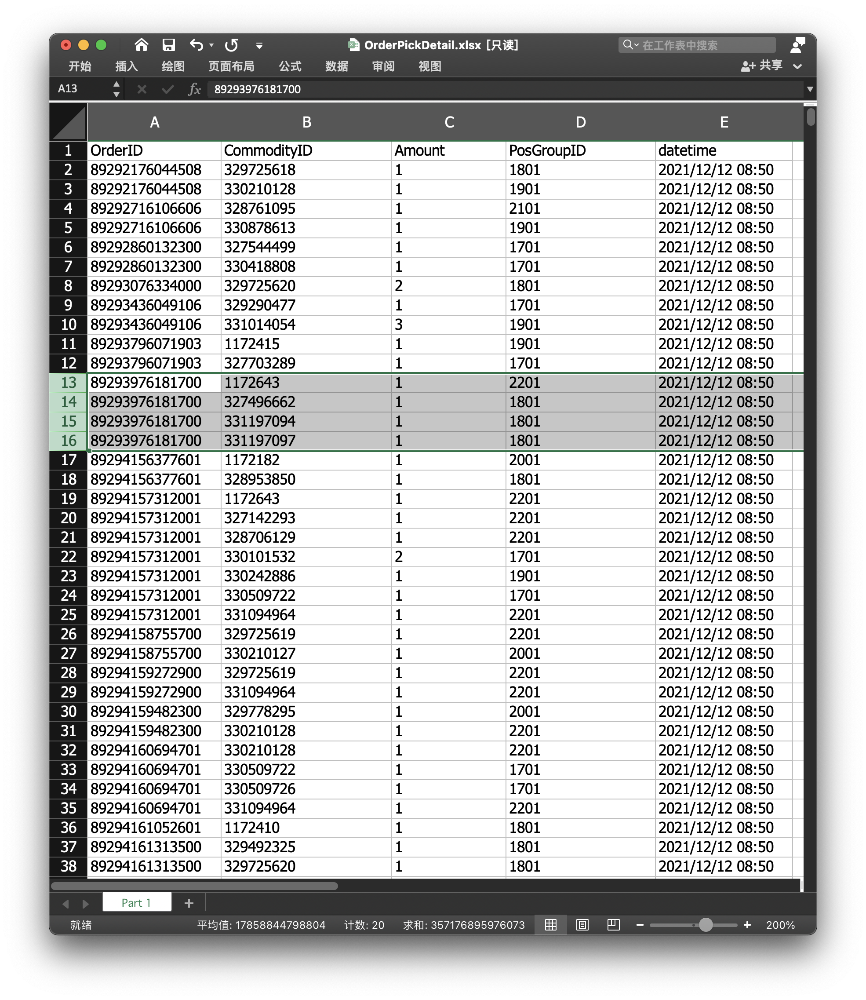 OrderPickDetail.xlsx [只读]
在工作表中搜索
开始 插入 绘图 页面布局 公式 数据 审阅 视图 共享
A13 fx 89293976181700
A B C D E
1 OrderID CommodityID Amount PosGroupID datetime
2 89292176044508 329725618 1 1801 2021/12/12 08:50
3 89292176044508 330210128 1 1901 2021/12/12 08:50
4 89292716106606 328761095 1 2101 2021/12/12 08:50
5 89292716106606 330878613 1 1901 2021/12/12 08:50
6 89292860132300 327544499 1 1701 2021/12/12 08:50
7 89292860132300 330418808 1 1701 2021/12/12 08:50
8 89293076334000 329725620 2 1801 2021/12/12 08:50
9 89293436049106 329290477 1 1701 2021/12/12 08:50
10 89293436049106 331014054 3 1901 2021/12/12 08:50
11 89293796071903 1172415 1 1901 2021/12/12 08:50
12 89293796071903 327703289 1 1701 2021/12/12 08:50
13 89293976181700 1172643 1 2201 2021/12/12 08:50
14 89293976181700 327496662 1 1801 2021/12/12 08:50
15 89293976181700 331197094 1 1801 2021/12/12 08:50
16 89293976181700 331197097 1 1801 2021/12/12 08:50
17 89294156377601 1172182 1 2001 2021/12/12 08:50
18 89294156377601 328953850 1 1801 2021/12/12 08:50
19 89294157312001 1172643 1 2201 2021/12/12 08:50
20 89294157312001 327142293 1 2201 2021/12/12 08:50
21 89294157312001 328706129 1 2201 2021/12/12 08:50
22 89294157312001 330101532 2 1701 2021/12/12 08:50
23 89294157312001 330242886 1 1901 2021/12/12 08:50
24 89294157312001 330509722 1 1701 2021/12/12 08:50
25 89294157312001 331094964 1 2201 2021/12/12 08:50
26 89294158755700 329725619 1 2201 2021/12/12 08:50
27 89294158755700 330210127 1 2001 2021/12/12 08:50
28 89294159272900 329725619 1 2201 2021/12/12 08:50
29 89294159272900 331094964 1 2201 2021/12/12 08:50
30 89294159482300 329778295 1 2001 2021/12/12 08:50
31 89294159482300 330210128 1 2201 2021/12/12 08:50
32 89294160694701 330210128 1 2201 2021/12/12 08:50
33 89294160694701 330509722 1 1701 2021/12/12 08:50
34 89294160694701 330509726 1 1701 2021/12/12 08:50
35 89294160694701 331094964 1 2201 2021/12/12 08:50
36 89294161052601 1172410 1 1801 2021/12/12 08:50
37 89294161313500 329492325 1 1801 2021/12/12 08:50
38 89294161313500 329725620 1 1801 2021/12/12 08:50
Part 1 +
就绪 平均值: 17858844798804 计数: 20 求和: 357176895976073 200%